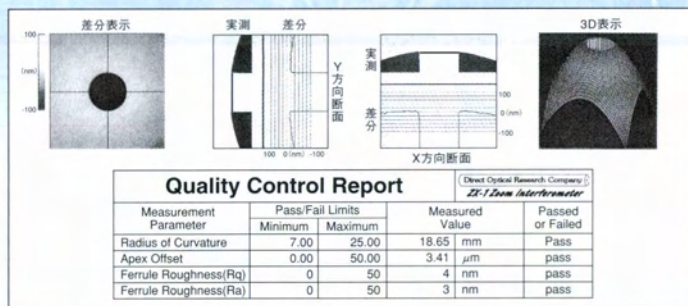 差分表示
100
(nm)
-100
実測 差分
Y方向断面
100 0(nm) -100
実測
差分
100
0(nm)
-100
X方向断面
3D表示
Quality Control Report
Direct Optical Research Company
ZX-1 Zoom Interferometer
Measurement Parameter Pass/Fail Limits Measured Value Passed or Failed
Minimum Maximum
Radius of Curvature 7.00 25.00 18.65 mm Pass
Apex Offset 0.00 50.00 3.41 μm pass
Ferrule Roughness(Rq) 0 50 4 nm pass
Ferrule Roughness(Ra) 0 50 3 nm pass